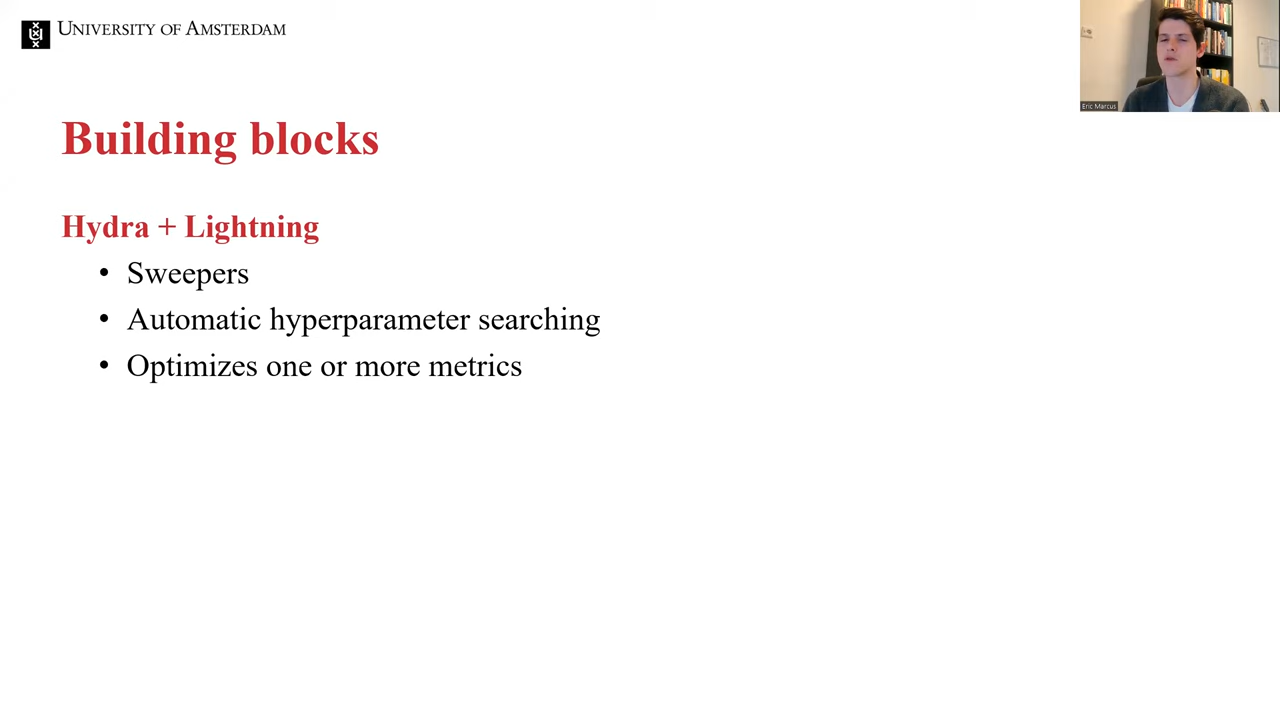 UNIVERSITY OF AMSTERDAM
Eric Marcus
Building blocks
Hydra + Lightning
• Sweepers
• Automatic hyperparameter searching
• Optimizes one or more metrics